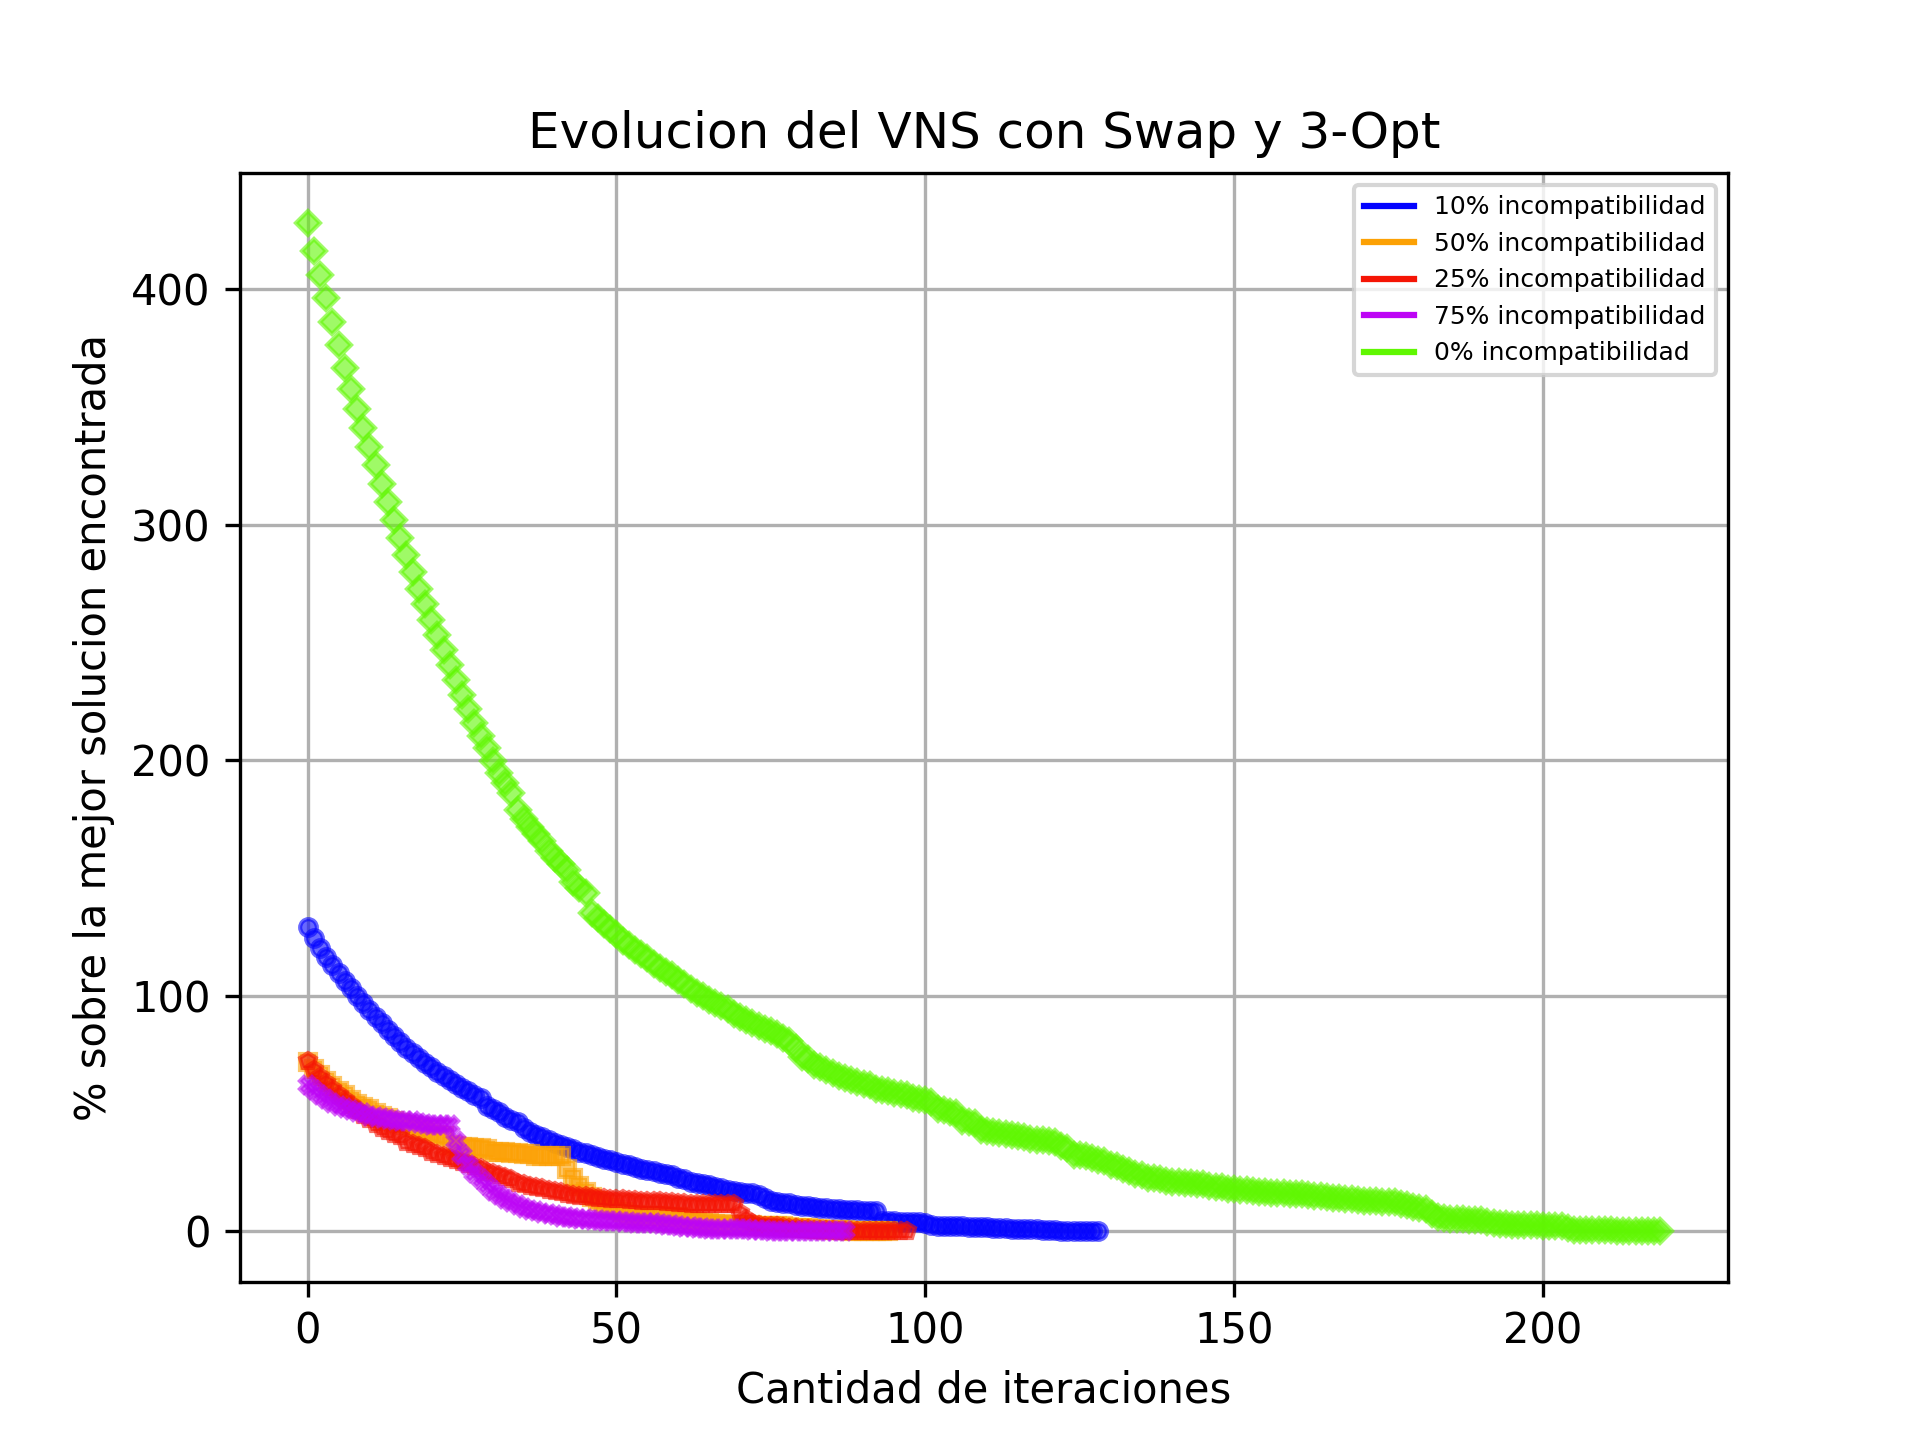 Evolucion del VNS con Swap y 3-Opt
10% incompatibilidad
50% incompatibilidad
25% incompatibilidad
75% incompatibilidad
0% incompatibilidad
% sobre la mejor solucion encontrada
400
300
200
100
0
0 50 100 150 200
Cantidad de iteraciones